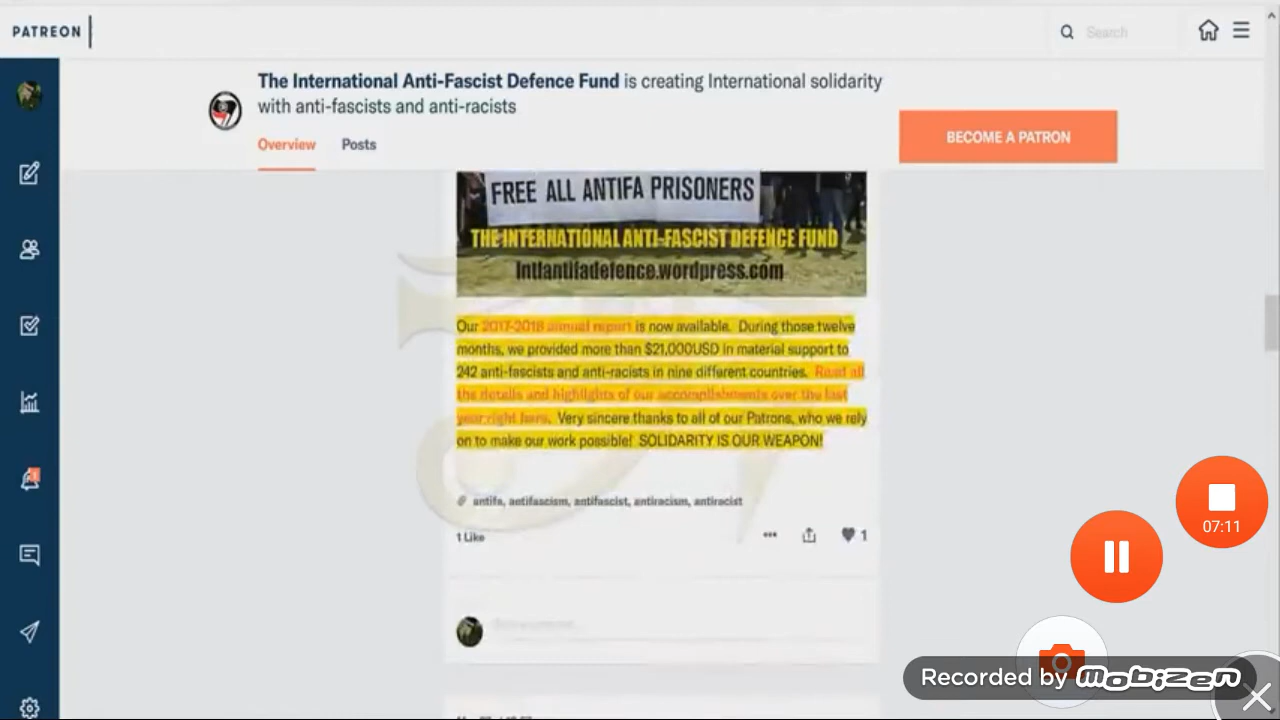 PATREON
Search
The International Anti-Fascist Defence Fund is creating International solidarity
with anti-fascists and anti-racists
BECOME A PATRON
Overview
Posts
FREE ALL ANTIFA PRISONERS
THE INTERNATIONAL ANTI-FASCIST DEFENCE FUND
Intlantifadefence.wordpress.com
Our 2017-2018 annual report is now available. During those twelve
months, we provided more than $21,000USD in material support to
242 anti-fascists and anti-racists in nine different countries. Read all
the details and highlights of our accomplishments over the last
year right here. Very sincere thanks to all of our Patrons, who we rely
on to make our work possible! SOLIDARITY IS OUR WEAPON!
antifa, antifascism, antifascist, antiracism, antiracist
1 Like
1
07:11
Recorded by mobizen